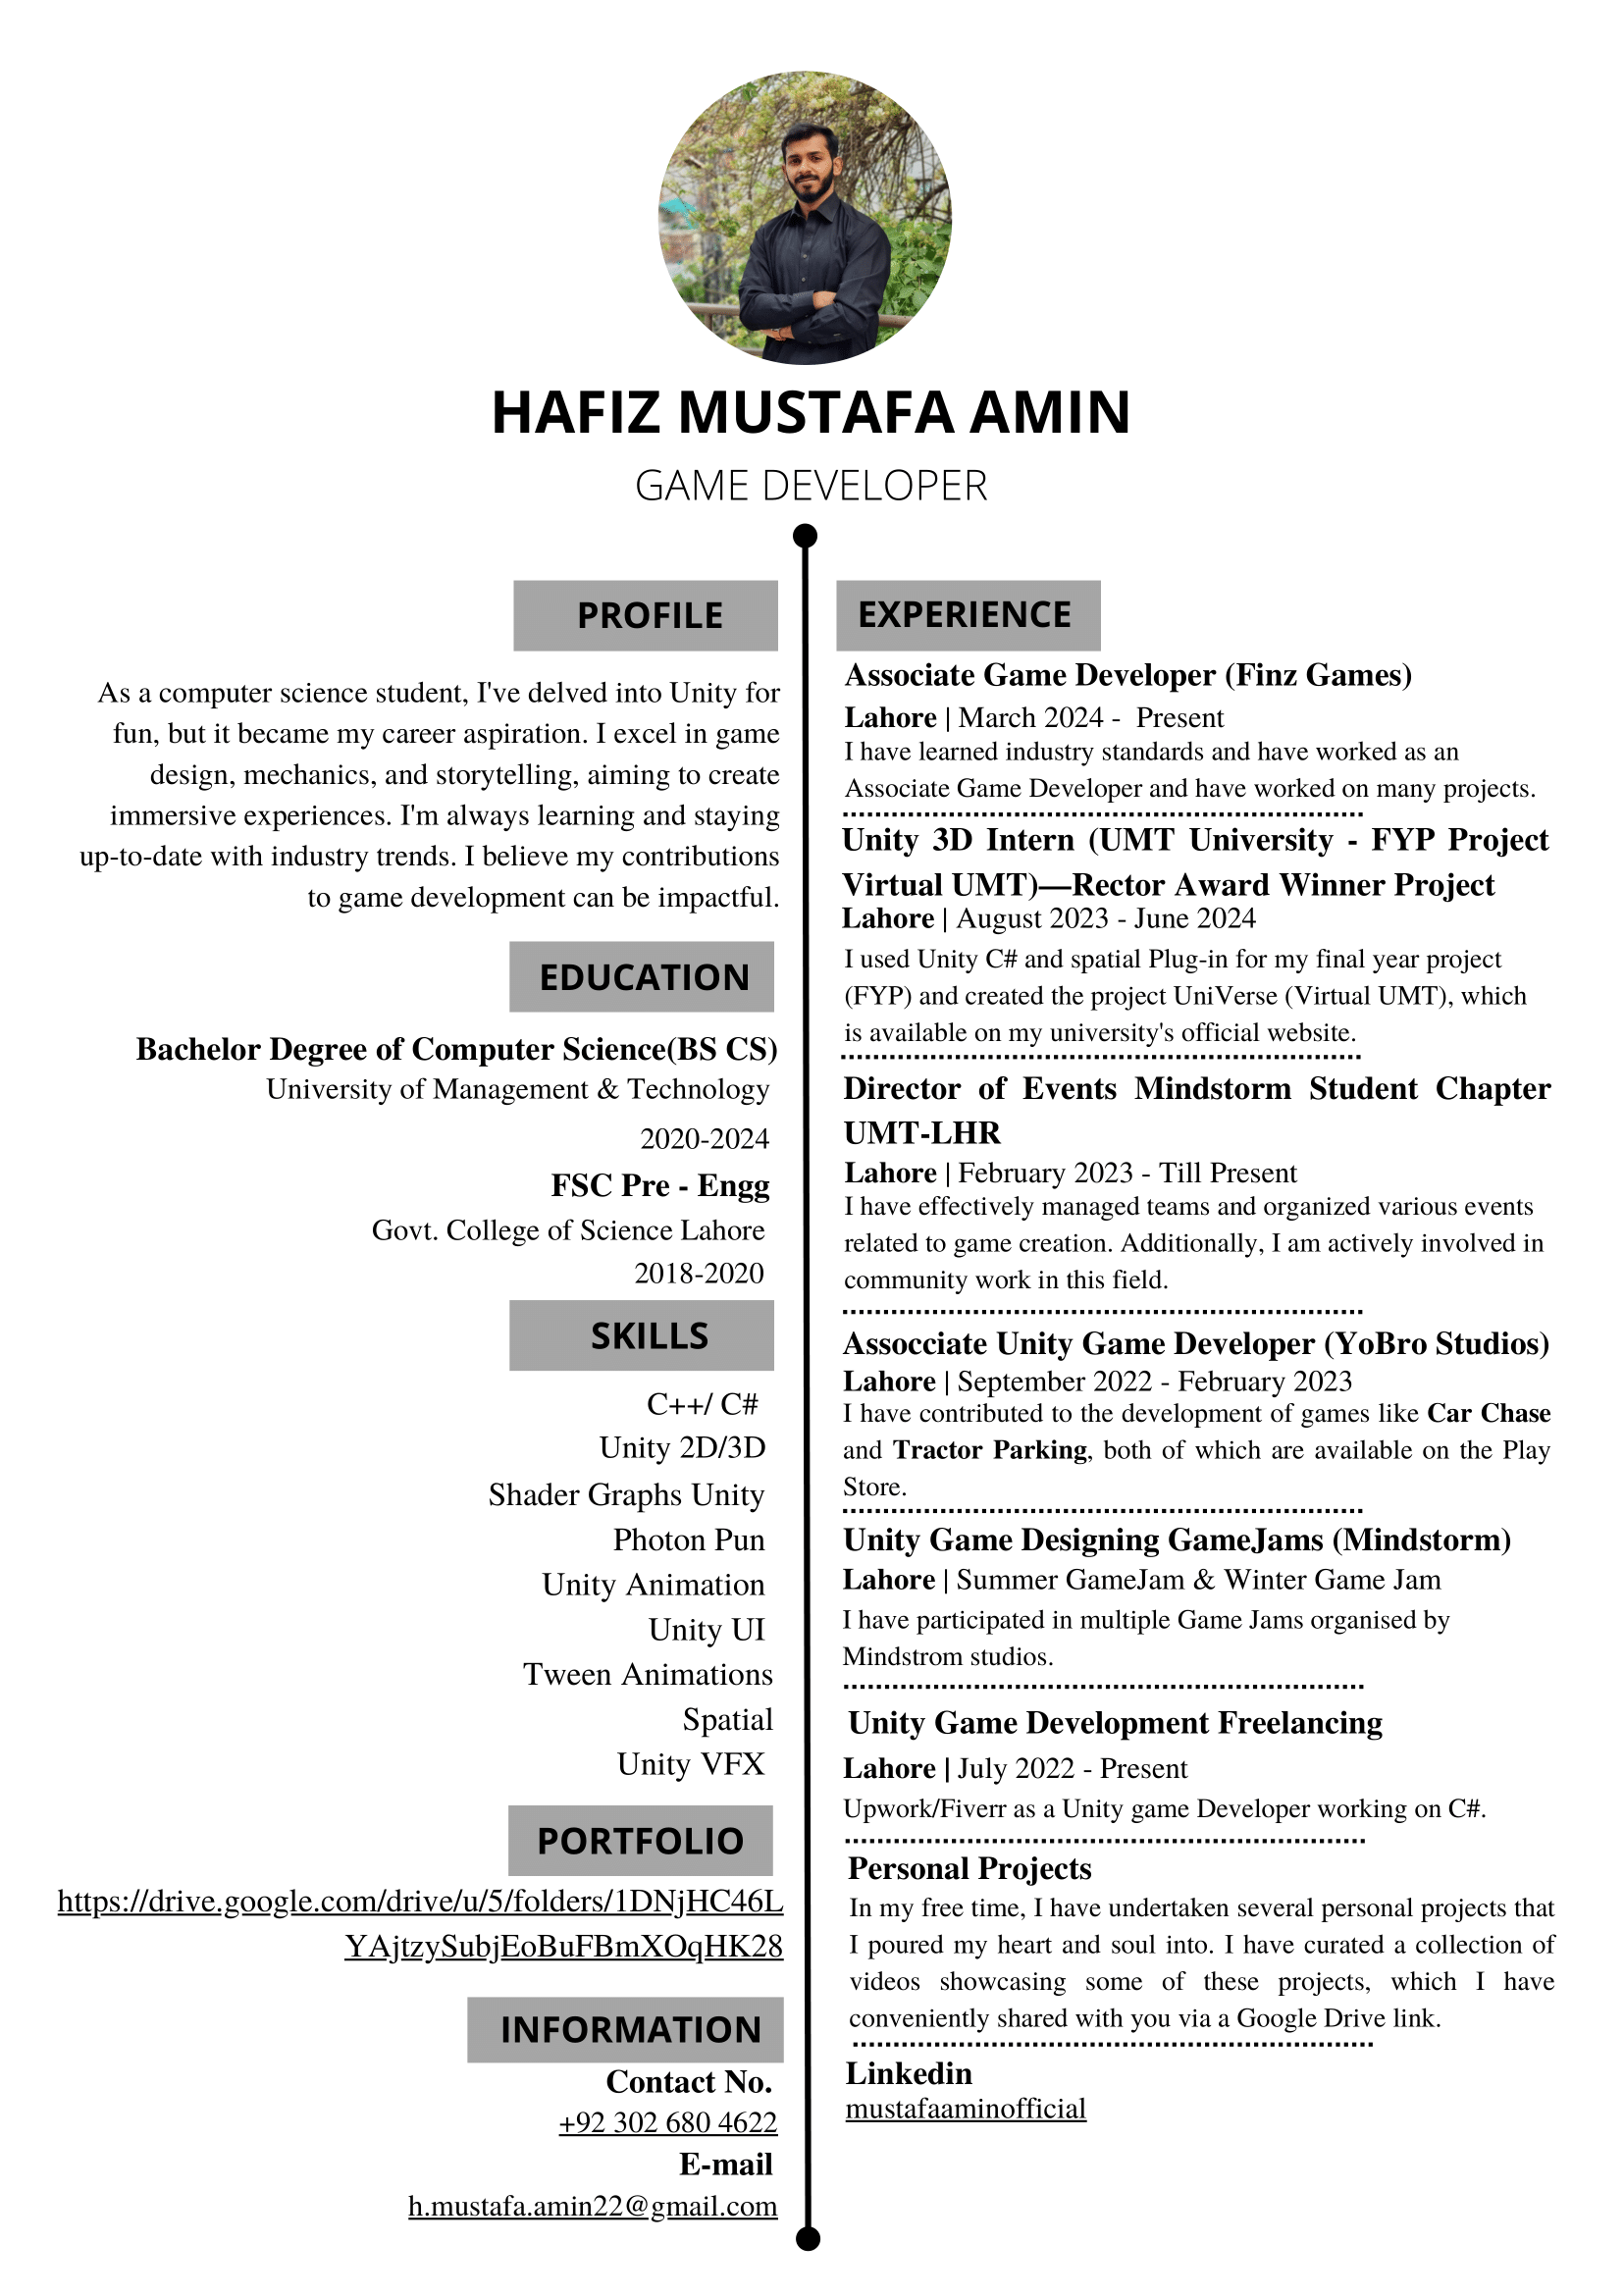 HAFIZ MUSTAFA AMIN
GAME DEVELOPER
PROFILE
As a computer science student, I've delved into Unity for
fun, but it became my career aspiration. I excel in game
design, mechanics, and storytelling, aiming to create
immersive experiences. I'm always learning and staying
up-to-date with industry trends. I believe my contributions
to game development can be impactful.
EDUCATION
Bachelor Degree of Computer Science(BS CS)
University of Management & Technology
2020-2024
FSC Pre - Engg
Govt. College of Science Lahore
2018-2020
SKILLS
C++/ C#
Unity 2D/3D
Shader Graphs Unity
Photon Pun
Unity Animation
Unity UI
Tween Animations
Spatial
Unity VFX
PORTFOLIO
https://drive.google.com/drive/u/5/folders/1DNjHC46L
YAjtzySubjEoBuFBmXOqHK28
INFORMATION
Contact No.
+92 302 680 4622
E-mail
h.mustafa.amin22@gmail.com
EXPERIENCE
Associate Game Developer (Finz Games)
Lahore | March 2024 - Present
I have learned industry standards and have worked as an
Associate Game Developer and have worked on many projects.
Unity 3D Intern (UMT University - FYP Project
Virtual UMT)—Rector Award Winner Project
Lahore | August 2023 - June 2024
I used Unity C# and spatial Plug-in for my final year project
(FYP) and created the project UniVerse (Virtual UMT), which
is available on my university's official website.
Director of Events Mindstorm Student Chapter
UMT-LHR
Lahore | February 2023 - Till Present
I have effectively managed teams and organized various events
related to game creation. Additionally, I am actively involved in
community work in this field.
Assocciate Unity Game Developer (YoBro Studios)
Lahore | September 2022 - February 2023
I have contributed to the development of games like Car Chase
and Tractor Parking, both of which are available on the Play
Store.
Unity Game Designing GameJams (Mindstorm)
Lahore | Summer GameJam & Winter Game Jam
I have participated in multiple Game Jams organised by
Mindstrom studios.
Unity Game Development Freelancing
Lahore | July 2022 - Present
Upwork/Fiverr as a Unity game Developer working on C#.
Personal Projects
In my free time, I have undertaken several personal projects that
I poured my heart and soul into. I have curated a collection of
videos showcasing some of these projects, which I have
conveniently shared with you via a Google Drive link.
Linkedin
mustafaaminofficial